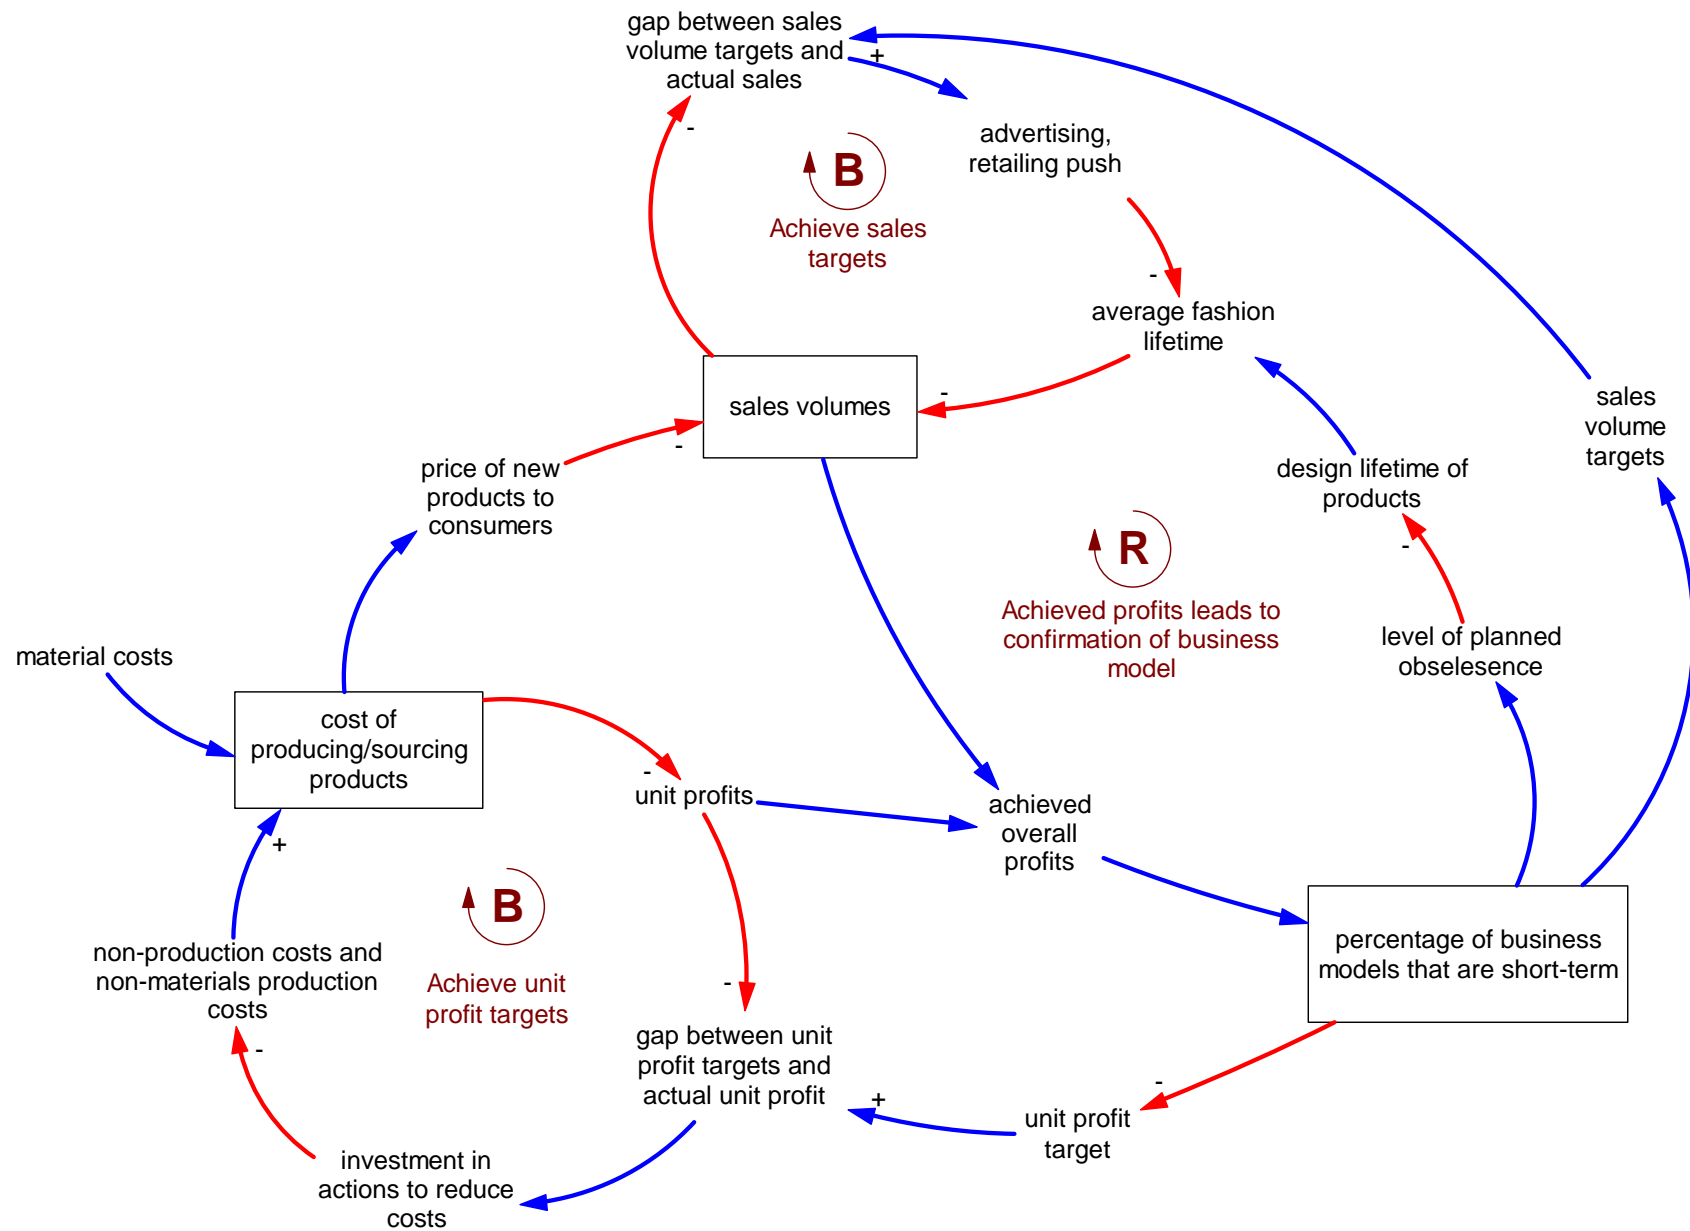 gap between sales
volume targets and
actual sales
+
-
advertising,
retailing push
B
Achieve sales
targets
-
average fashion
lifetime
-
sales volumes
-
sales
volume
targets
price of new
products to
consumers
design lifetime of
products
-
R
Achieved profits leads to
confirmation of business
model
level of planned
obselesence
material costs
cost of
producing/sourcing
products
-
unit profits
achieved
overall
profits
+
B
Achieve unit
profit targets
non-production costs and
non-materials production
costs
-
percentage of business
models that are short-term
-
gap between unit
profit targets and
actual unit profit
+
-
unit profit
target
investment in
actions to reduce
costs